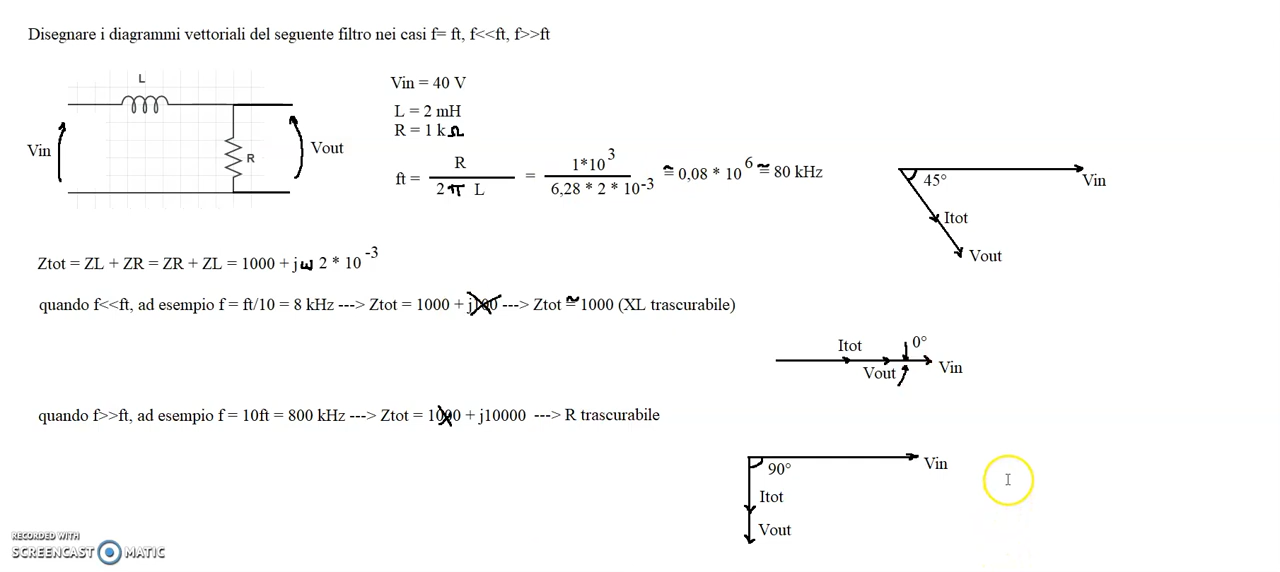 Disegnare i diagrammi vettoriali del seguente filtro nei casi f= ft, f<<ft, f>>ft
L
Vin = 40 V
L = 2 mH
R = 1 k Ω
Vin
R
Vout
ft = R / 2 π L = 1*10^3 / 6,28 * 2 * 10^-3 ≅ 0,08 * 10^6 ≅ 80 kHz
45°
Vin
Itot
Vout
Ztot = ZL + ZR = ZR + ZL = 1000 + jω 2 * 10^-3
quando f<<ft, ad esempio f = ft/10 = 8 kHz ---> Ztot = 1000 + j100 ---> Ztot ≅ 1000 (XL trascurabile)
Itot
0°
Vout
Vin
quando f>>ft, ad esempio f = 10ft = 800 kHz ---> Ztot = 1000 + j10000 ---> R trascurabile
90°
Vin
Itot
Vout
RECORDED WITH
SCREENCAST MATIC